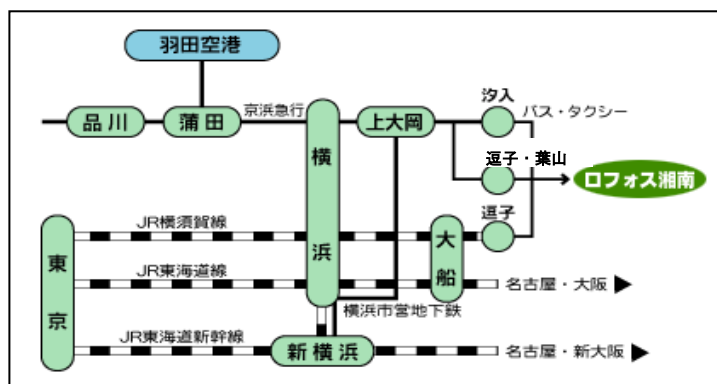 羽田空港
汐入
京浜急行
バス・タクシー
品川
蒲田
上大岡
横浜
逗子・葉山
ロフォス湘南
逗子
JR横須賀線
大船
東京
JR東海道線
名古屋・大阪
横浜市営地下鉄
JR東海道新幹線
新横浜
名古屋・新大阪